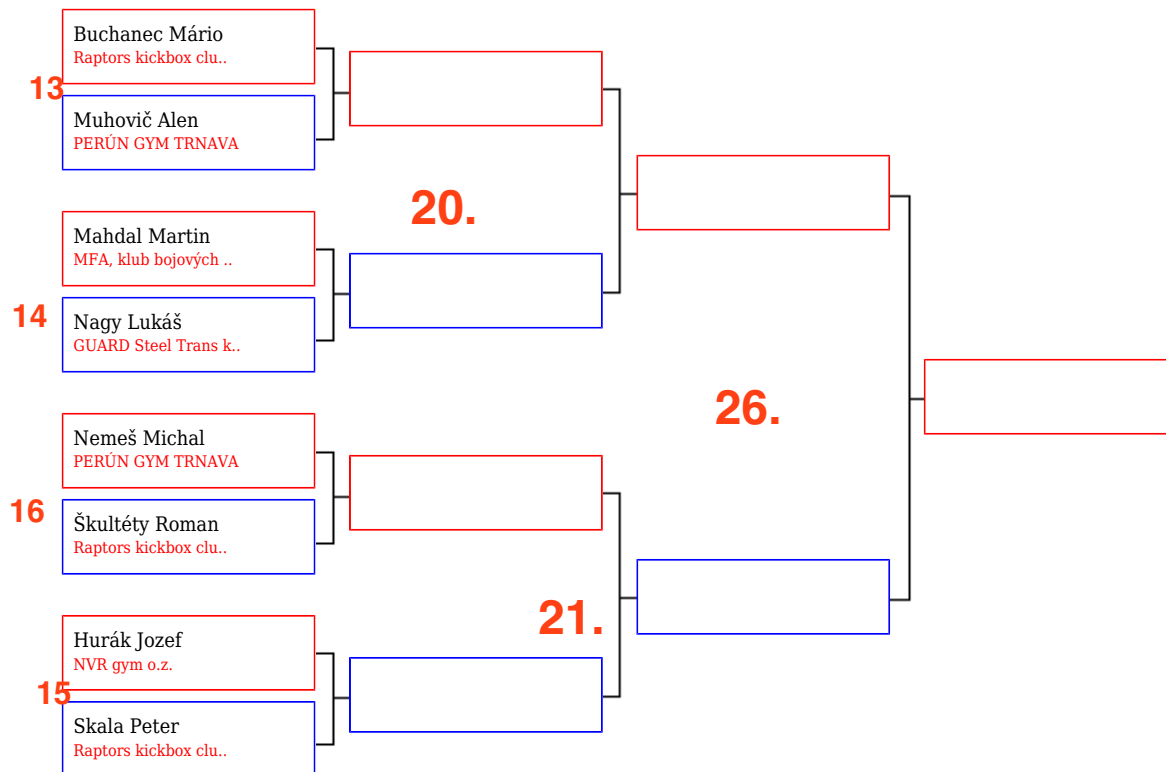 Buchanec Mário
Raptors kickbox clu..
13
Muhovič Alen
PERÚN GYM TRNAVA
20.
Mahdal Martin
MFA, klub bojových ..
14
Nagy Lukáš
GUARD Steel Trans k..
26.
Nemeš Michal
PERÚN GYM TRNAVA
16
Škultéty Roman
Raptors kickbox clu..
21.
Hurák Jozef
NVR gym o.z.
15
Skala Peter
Raptors kickbox clu..